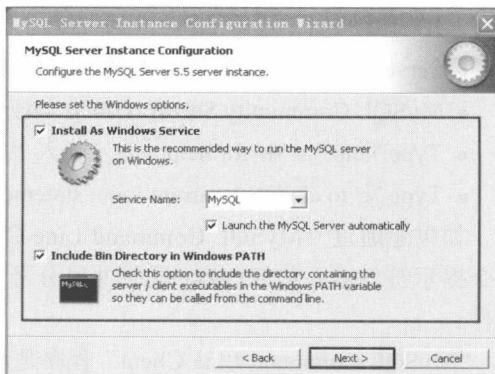 MySQL Server Instance Configuration Wizard
MySQL Server Instance Configuration
Configure the MySQL Server 5.5 server instance.
Please set the Windows options.
Install As Windows Service
This is the recommended way to run the MySQL server
on Windows.
Service Name: MySQL
Launch the MySQL Server automatically
Include Bin Directory in Windows PATH
Check this option to include the directory containing the
server / client executables in the Windows PATH variable
so they can be called from the command line.
< Back Next > Cancel